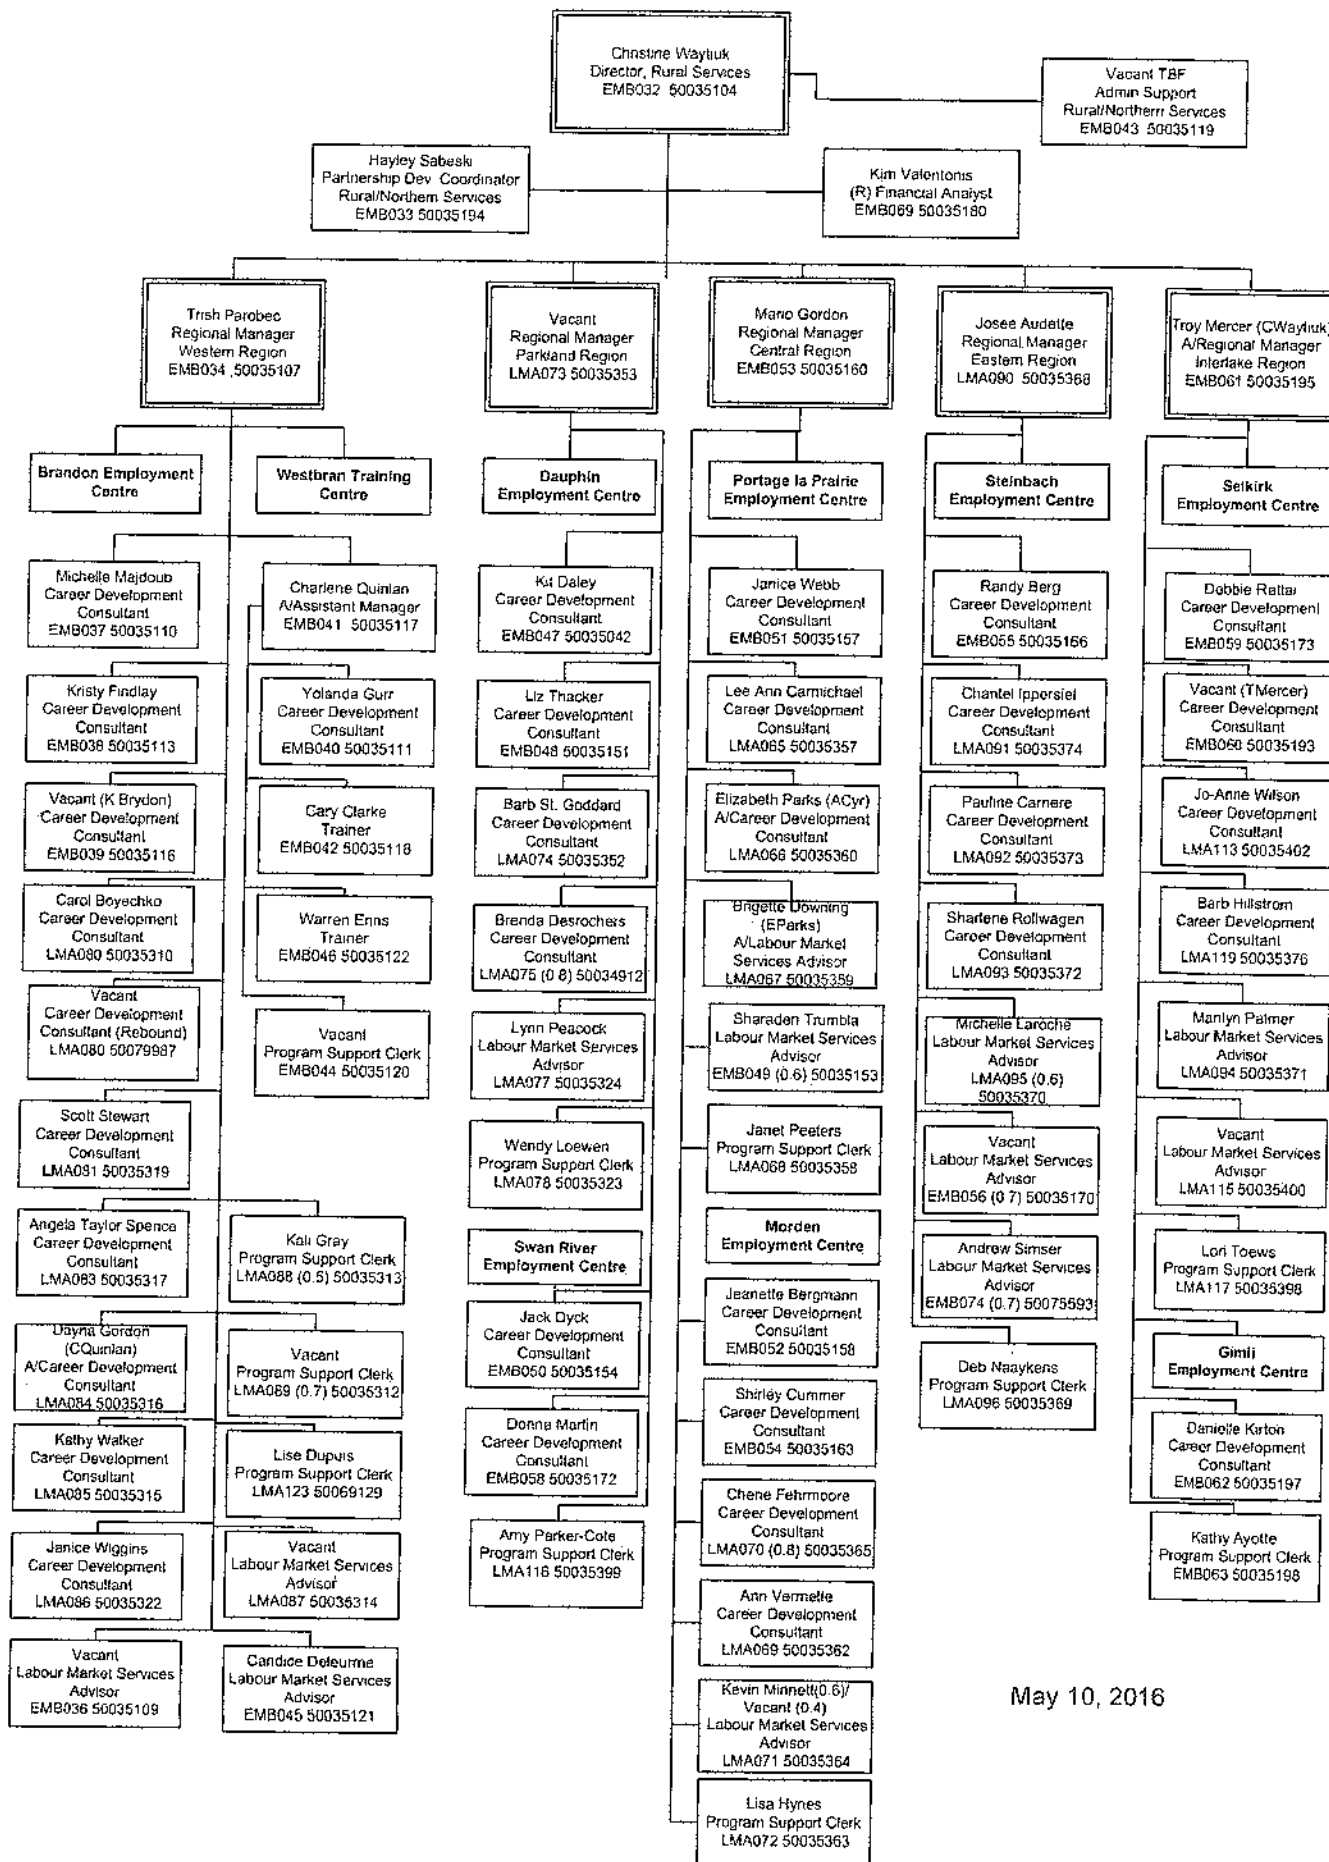 Christine Waytiuk
Director, Rural Services
EMB032 50035104
Vacant TBF
Admin Support
Rural/Northern Services
EMB043 50035119
Hayley Sabeski
Partnership Dev Coordinator
Rural/Northern Services
EMB033 50035194
Kim Valentonis
(R) Financial Analyst
EMB069 50035180
Trish Parobec
Regional Manager
Western Region
EMB034 ,50035107
Vacant
Regional Manager
Parkland Region
LMA073 50035353
Mario Gordon
Regional Manager
Central Region
EMB053 50035160
Josee Audette
Regional Manager
Eastern Region
LMA090 50035368
Troy Mercer (CWaytiuk)
A/Regional Manager
Interlake Region
EMB061 50035195
Brandon Employment
Centre
Westbran Training
Centre
Michelle Majdoub
Career Development
Consultant
EMB037 50035110
Charlene Quinlan
A/Assistant Manager
EMB041 50035117
Kristy Findlay
Career Development
Consultant
EMB038 50035113
Yolanda Gurr
Career Development
Consultant
EMB040 50035111
Vacant (K Brydon)
Career Development
Consultant
EMB039 50035116
Gary Clarke
Trainer
EMB042 50035118
Carol Boyechko
Career Development
Consultant
LMA080 50035310
Warren Enns
Trainer
EMB046 50035122
Vacant
Career Development
Consultant (Rebound)
LMA080 50079987
Vacant
Program Support Clerk
EMB044 50035120
Scott Stewart
Career Development
Consultant
LMA081 50035319
Angela Taylor Spence
Career Development
Consultant
LMA083 50035317
Kali Gray
Program Support Clerk
LMA088 (0.5) 50035313
Dayna Gordon
(CQuinlan)
A/Career Development
Consultant
LMA084 50035316
Vacant
Program Support Clerk
LMA089 (0.7) 50035312
Kathy Walker
Career Development
Consultant
LMA085 50035315
Lise Dupuis
Program Support Clerk
LMA123 50069129
Janice Wiggins
Career Development
Consultant
LMA086 50035322
Vacant
Labour Market Services
Advisor
LMA087 50035314
Vacant
Labour Market Services
Advisor
EMB036 50035109
Candice Deleurme
Labour Market Services
Advisor
EMB045 50035121
Dauphin
Employment Centre
Kit Daley
Career Development
Consultant
EMB047 50035042
Liz Thacker
Career Development
Consultant
EMB048 50035151
Barb St. Goddard
Career Development
Consultant
LMA074 50035352
Brenda Desrochers
Career Development
Consultant
LMA075 (0 8) 50034912
Lynn Peacock
Labour Market Services
Advisor
LMA077 50035324
Wendy Loewen
Program Support Clerk
LMA078 50035323
Swan River
Employment Centre
Jack Dyck
Career Development
Consultant
EMB050 50035154
Donna Martin
Career Development
Consultant
EMB058 50035172
Amy Parker-Cote
Program Support Clerk
LMA116 50035399
Portage la Prairie
Employment Centre
Janice Webb
Career Development
Consultant
EMB051 50035157
Lee Ann Carmichael
Career Development
Consultant
LMA065 50035357
Elizabeth Parks (ACyr)
A/Career Development
Consultant
LMA066 50035360
Brigette Downing
(EParks)
A/Labour Market
Services Advisor
LMA067 50035359
Sharaden Trumbla
Labour Market Services
Advisor
EMB049 (0.6) 50035153
Janet Peeters
Program Support Clerk
LMA068 50035358
Morden
Employment Centre
Jeanette Bergmann
Career Development
Consultant
EMB052 50035158
Shirley Cummer
Career Development
Consultant
EMB054 50035163
Cherie Fehrmoore
Career Development
Consultant
LMA070 (0.8) 50035365
Ann Vermette
Career Development
Consultant
LMA069 50035362
Kevin Minnett(0.6)/
Vacant (0.4)
Labour Market Services
Advisor
LMA071 50035364
Lisa Hynes
Program Support Clerk
LMA072 50035363
Steinbach
Employment Centre
Randy Berg
Career Development
Consultant
EMB055 50035166
Chantel Ippersiel
Career Development
Consultant
LMA091 50035374
Pauline Carriere
Career Development
Consultant
LMA092 50035373
Sharlene Rollwagen
Career Development
Consultant
LMA093 50035372
Michelle Laroche
Labour Market Services
Advisor
LMA095 (0.6)
50035370
Vacant
Labour Market Services
Advisor
EMB056 (0 7) 50035170
Andrew Simser
Labour Market Services
Advisor
EMB074 (0.7) 50075593
Deb Naaykens
Program Support Clerk
LMA096 50035369
Selkirk
Employment Centre
Debbie Rattai
Career Development
Consultant
EMB059 50035173
Vacant (TMercer)
Career Development
Consultant
EMB060 50035193
Jo-Anne Wilson
Career Development
Consultant
LMA113 50035402
Barb Hillstrom
Career Development
Consultant
LMA119 50035376
Marilyn Palmer
Labour Market Services
Advisor
LMA094 50035371
Vacant
Labour Market Services
Advisor
LMA115 50035400
Lori Toews
Program Support Clerk
LMA117 50035398
Gimli
Employment Centre
Danielle Kirton
Career Development
Consultant
EMB062 50035197
Kathy Ayotte
Program Support Clerk
EMB063 50035198
May 10, 2016